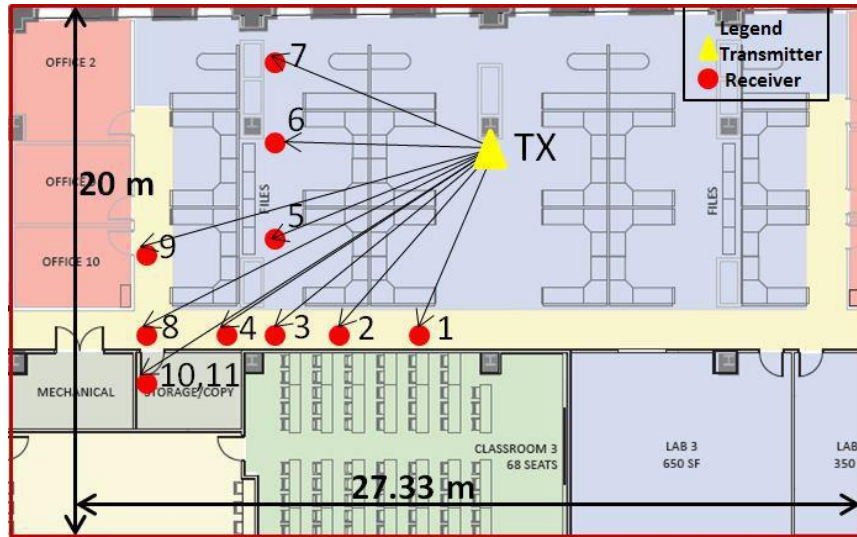 Legend
Transmitter
Receiver
OFFICE 2
7
6
TX
20 m
FILES
5
FILES
9
OFFICE 10
8
4
3
2
1
10,11
MECHANICAL
STORAGE/COPY
CLASSROOM 3
68 SEATS
LAB 3
650 SF
LAB
350
27.33 m